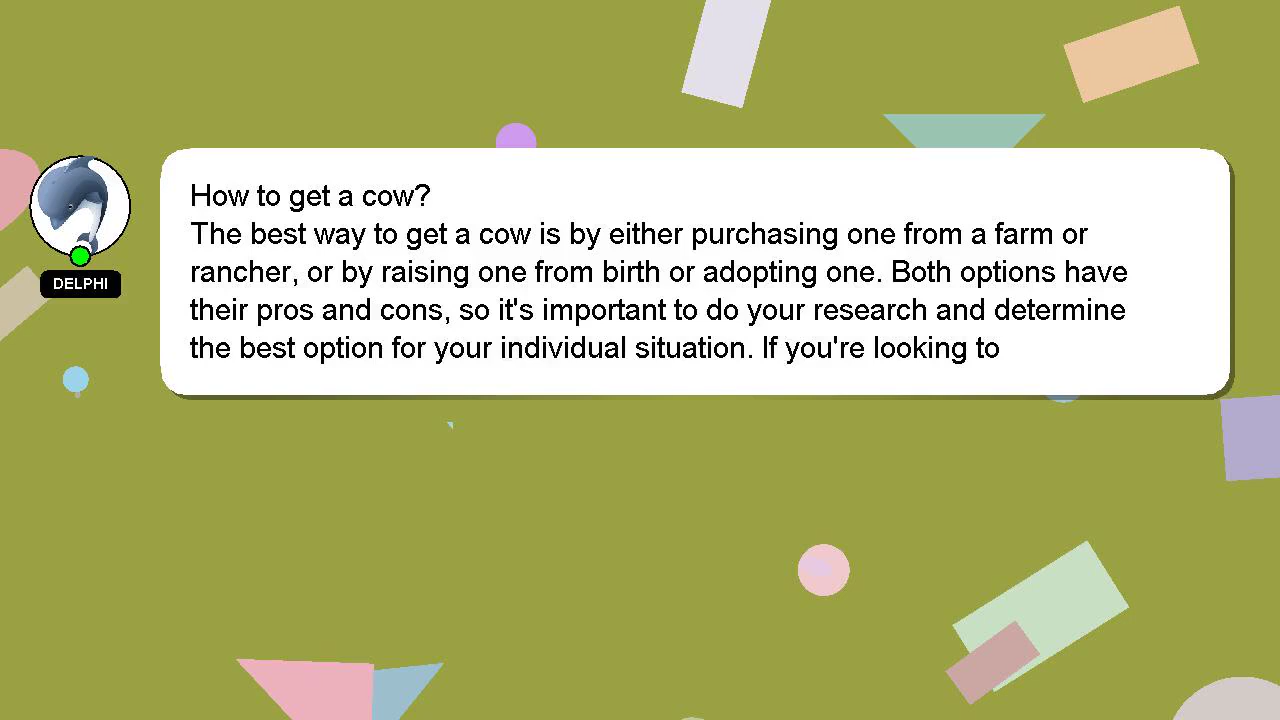 How to get a cow?
The best way to get a cow is by either purchasing one from a farm or
rancher, or by raising one from birth or adopting one. Both options have
their pros and cons, so it's important to do your research and determine
the best option for your individual situation. If you're looking to
DELPHI